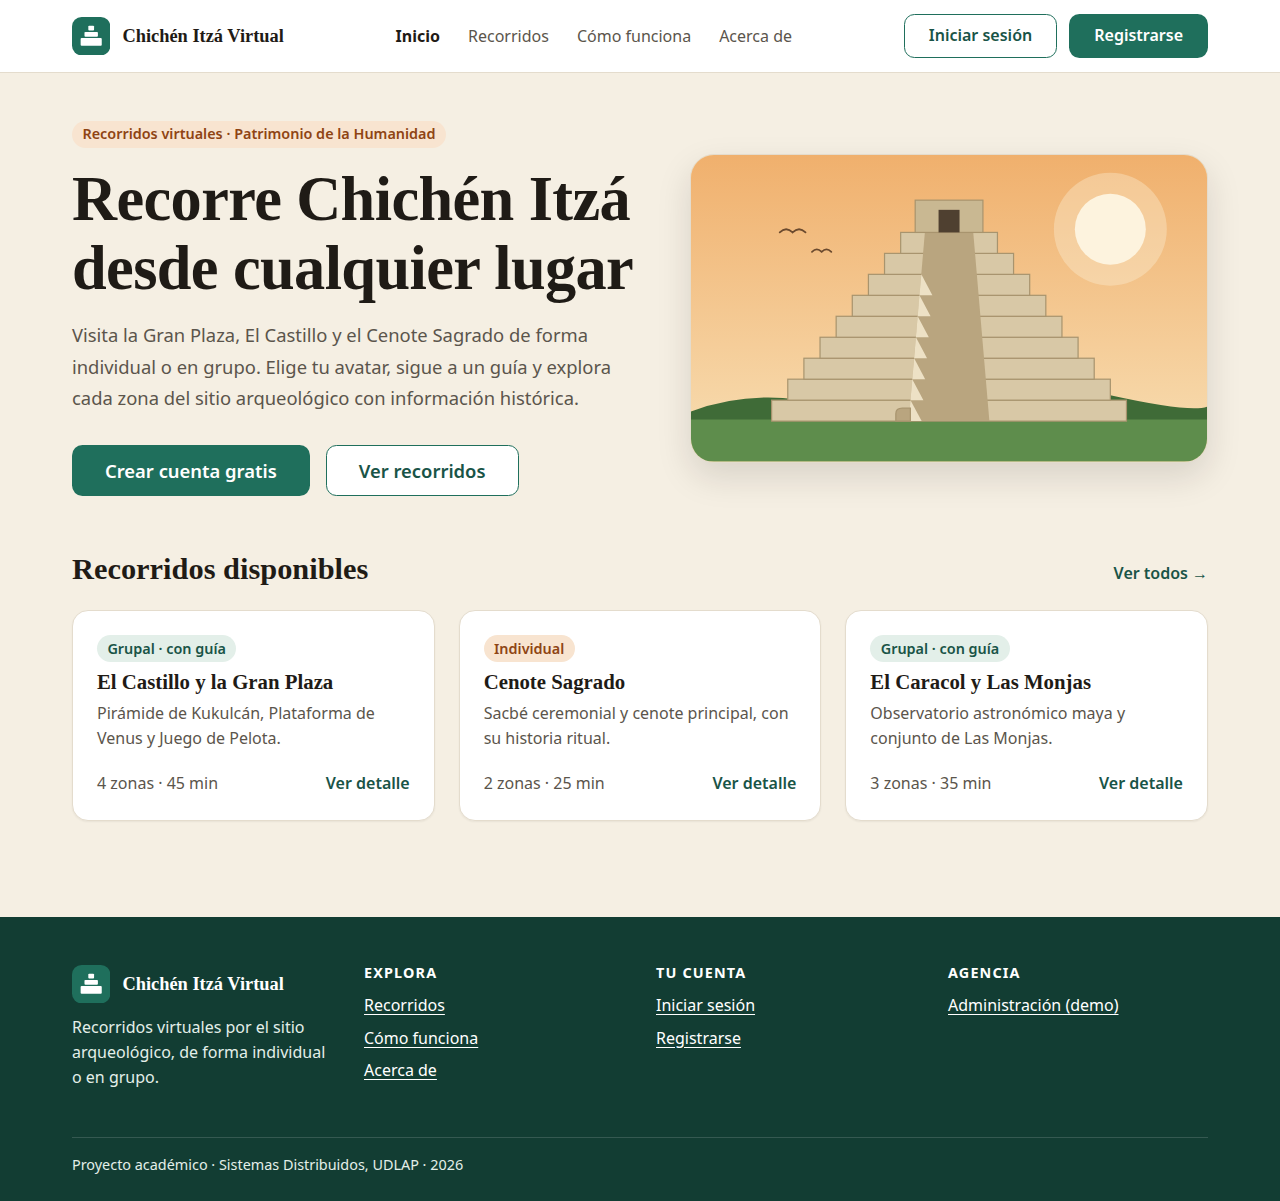 Chichén Itzá Virtual
Inicio
Recorridos
Cómo funciona
Acerca de
Iniciar sesión
Registrarse
Recorridos virtuales · Patrimonio de la Humanidad
Recorre Chichén Itzá
desde cualquier lugar
Visita la Gran Plaza, El Castillo y el Cenote Sagrado de forma
individual o en grupo. Elige tu avatar, sigue a un guía y explora
cada zona del sitio arqueológico con información histórica.
Crear cuenta gratis
Ver recorridos
Recorridos disponibles
Ver todos →
Grupal · con guía
El Castillo y la Gran Plaza
Pirámide de Kukulcán, Plataforma de
Venus y Juego de Pelota.
4 zonas · 45 min
Ver detalle
Individual
Cenote Sagrado
Sacbé ceremonial y cenote principal, con
su historia ritual.
2 zonas · 25 min
Ver detalle
Grupal · con guía
El Caracol y Las Monjas
Observatorio astronómico maya y
conjunto de Las Monjas.
3 zonas · 35 min
Ver detalle
Chichén Itzá Virtual
Recorridos virtuales por el sitio
arqueológico, de forma individual
o en grupo.
EXPLORA
Recorridos
Cómo funciona
Acerca de
TU CUENTA
Iniciar sesión
Registrarse
AGENCIA
Administración (demo)
Proyecto académico · Sistemas Distribuidos, UDLAP · 2026